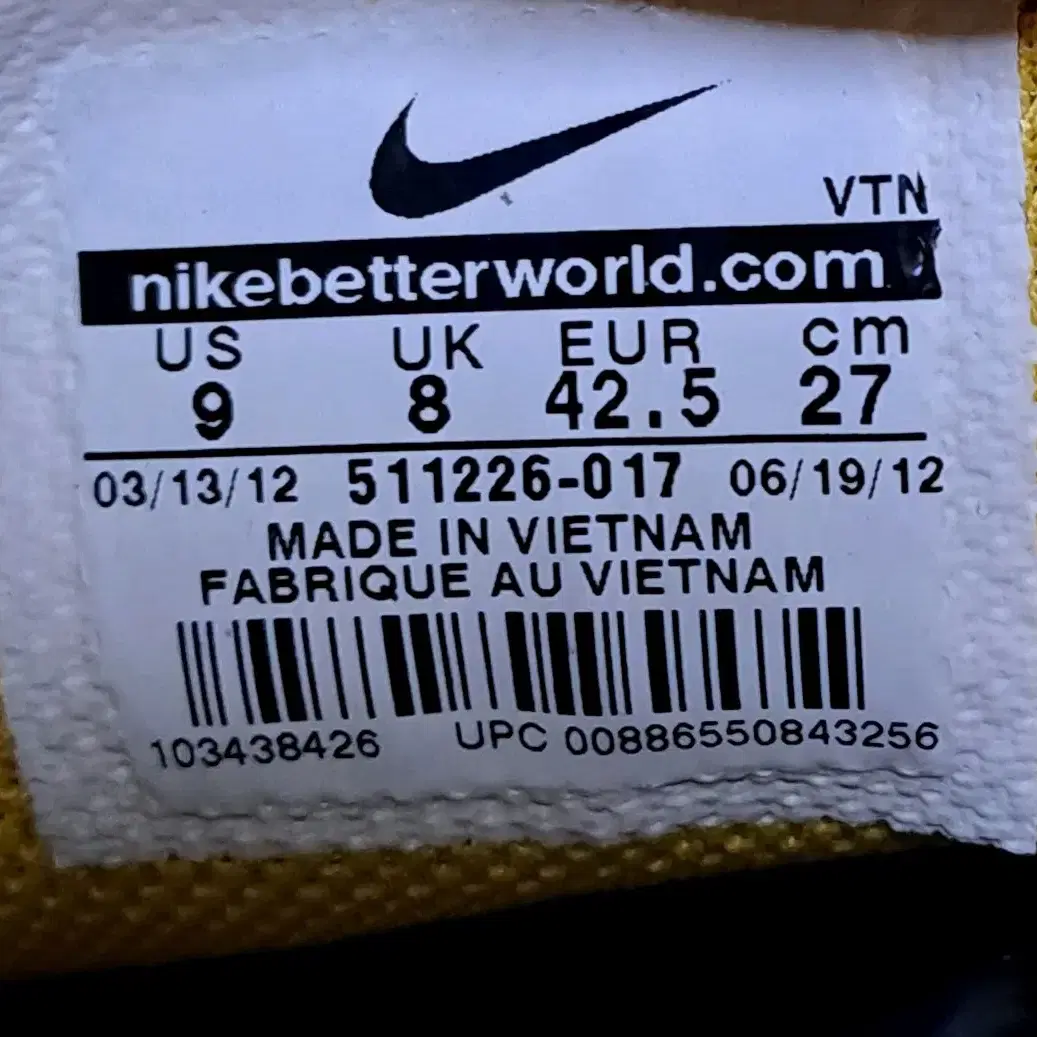 VTN
nikebetterworld.com
US UK EUR cm
9 8 42.5 27
03/13/12 511226-017 06/19/12
MADE IN VIETNAM
FABRIQUE AU VIETNAM
103438426 UPC 00886550843256